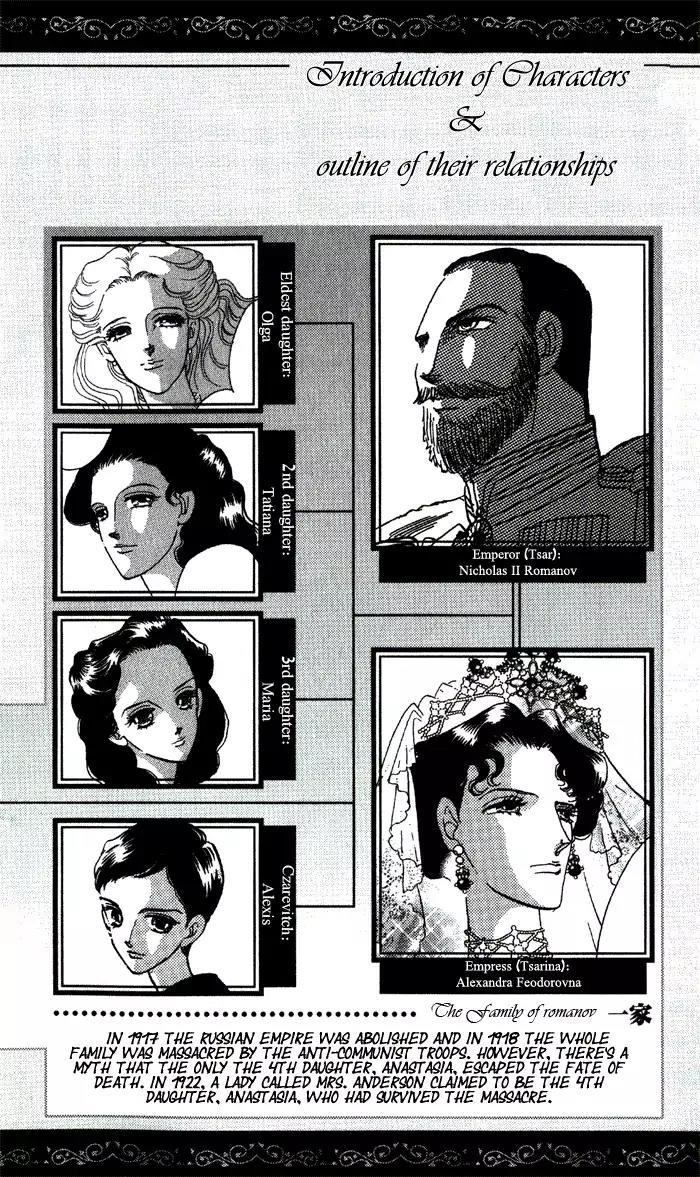 Introduction of Characters
&
outline of their relationships
Eldest daughter:
Olga
2nd daughter:
Tatiana
3rd daughter:
Maria
Czarevitch:
Alexis
Emperor (Tsar):
Nicholas II Romanov
Empress (Tsarina):
Alexandra Feodorovna
The Family of romanov 一家
IN 1917 THE RUSSIAN EMPIRE WAS ABOLISHED AND IN 1918 THE WHOLE
FAMILY WAS MASSACRED BY THE ANTI-COMMUNIST TROOPS. HOWEVER, THERE'S A
MYTH THAT THE ONLY THE 4TH DAUGHTER, ANASTASIA, ESCAPED THE FATE OF
DEATH. IN 1922, A LADY CALLED MRS. ANDERSON CLAIMED TO BE THE 4TH
DAUGHTER, ANASTASIA, WHO HAD SURVIVED THE MASSACRE.